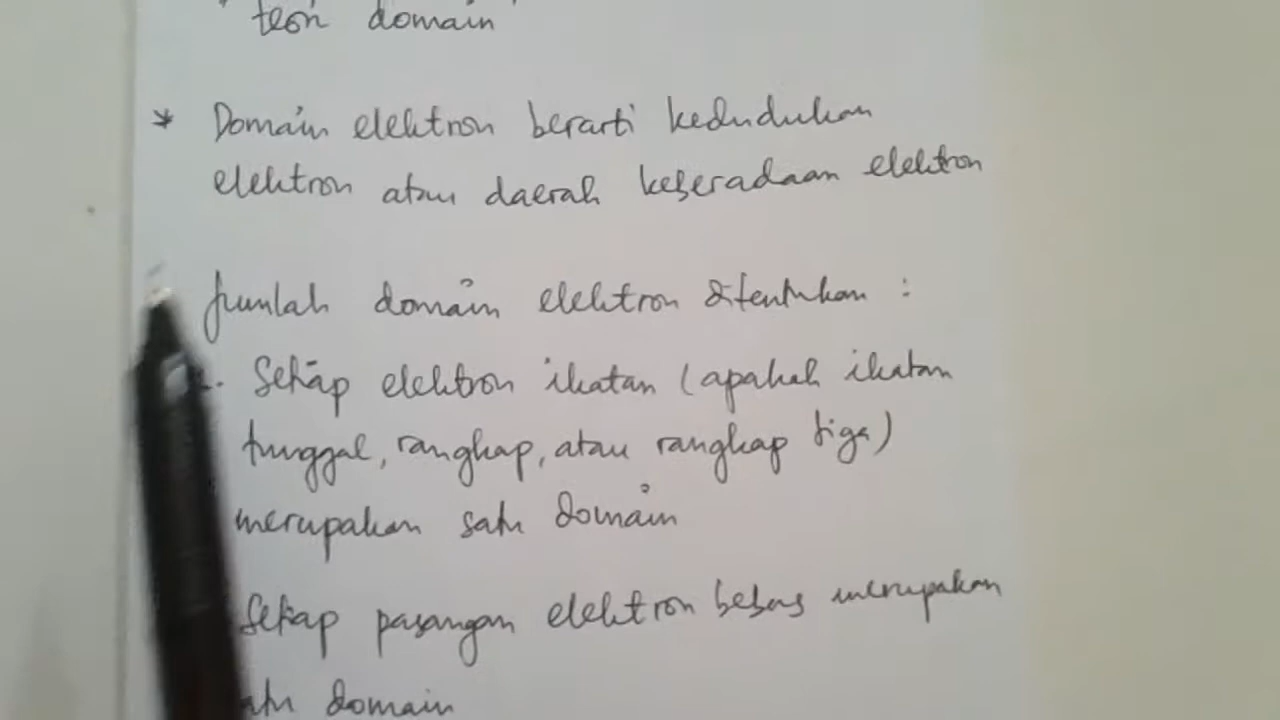 teori domain
* Domain elektron berarti kedudukan
elektron atau daerah keberadaan elektron
Jumlah domain elektron ditentukan :
. Setiap elektron ikatan (apakah ikatan
tunggal, rangkap, atau rangkap tiga)
merupakan satu domain
Setiap pasangan elektron bebas merupakan
domain